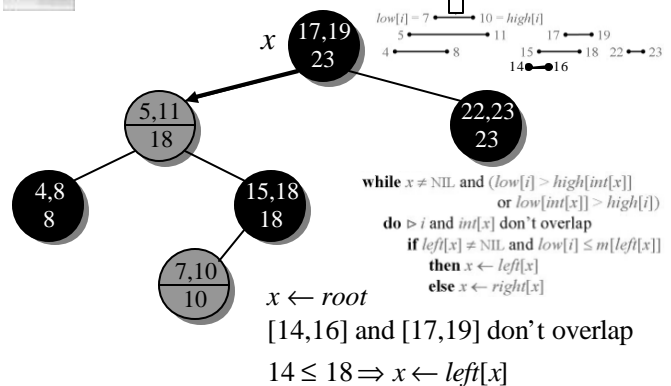 low[i] = 7 10 = high[i]
5 11 17 19
4 8 15 18 22 23
14 16
x
17,19
23
5,11
18
22,23
23
4,8
8
15,18
18
7,10
10
while x ≠ NIL and (low[i] > high[int[x]]
or low[int[x]] > high[i])
do ▹ i and int[x] don't overlap
if left[x] ≠ NIL and low[i] ≤ m[left[x]]
then x ← left[x]
else x ← right[x]
x ← root
[14,16] and [17,19] don't overlap
14 ≤ 18 ⇒ x ← left[x]